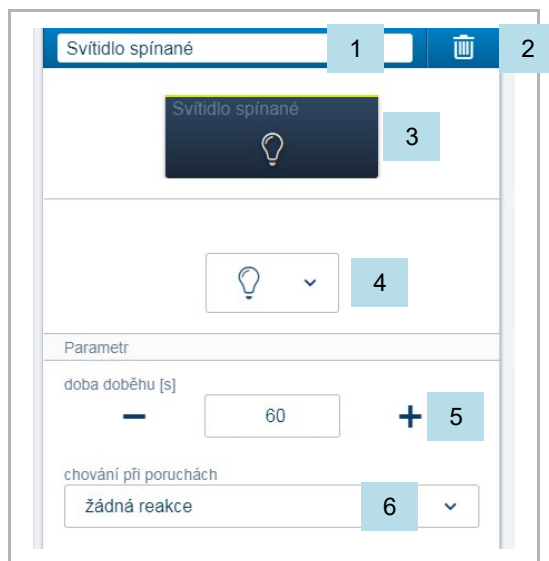 Svítidlo spínané 1 2
Svítidlo spínané
3
4
Parametr
doba doběhu [s]
60 5
chování při poruchách
žádná reakce 6